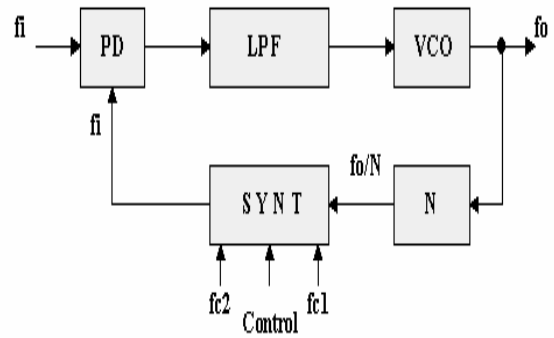 fi PD LPF VCO fo
fi
fo/N
S Y N T N
fc2 fc1
Control